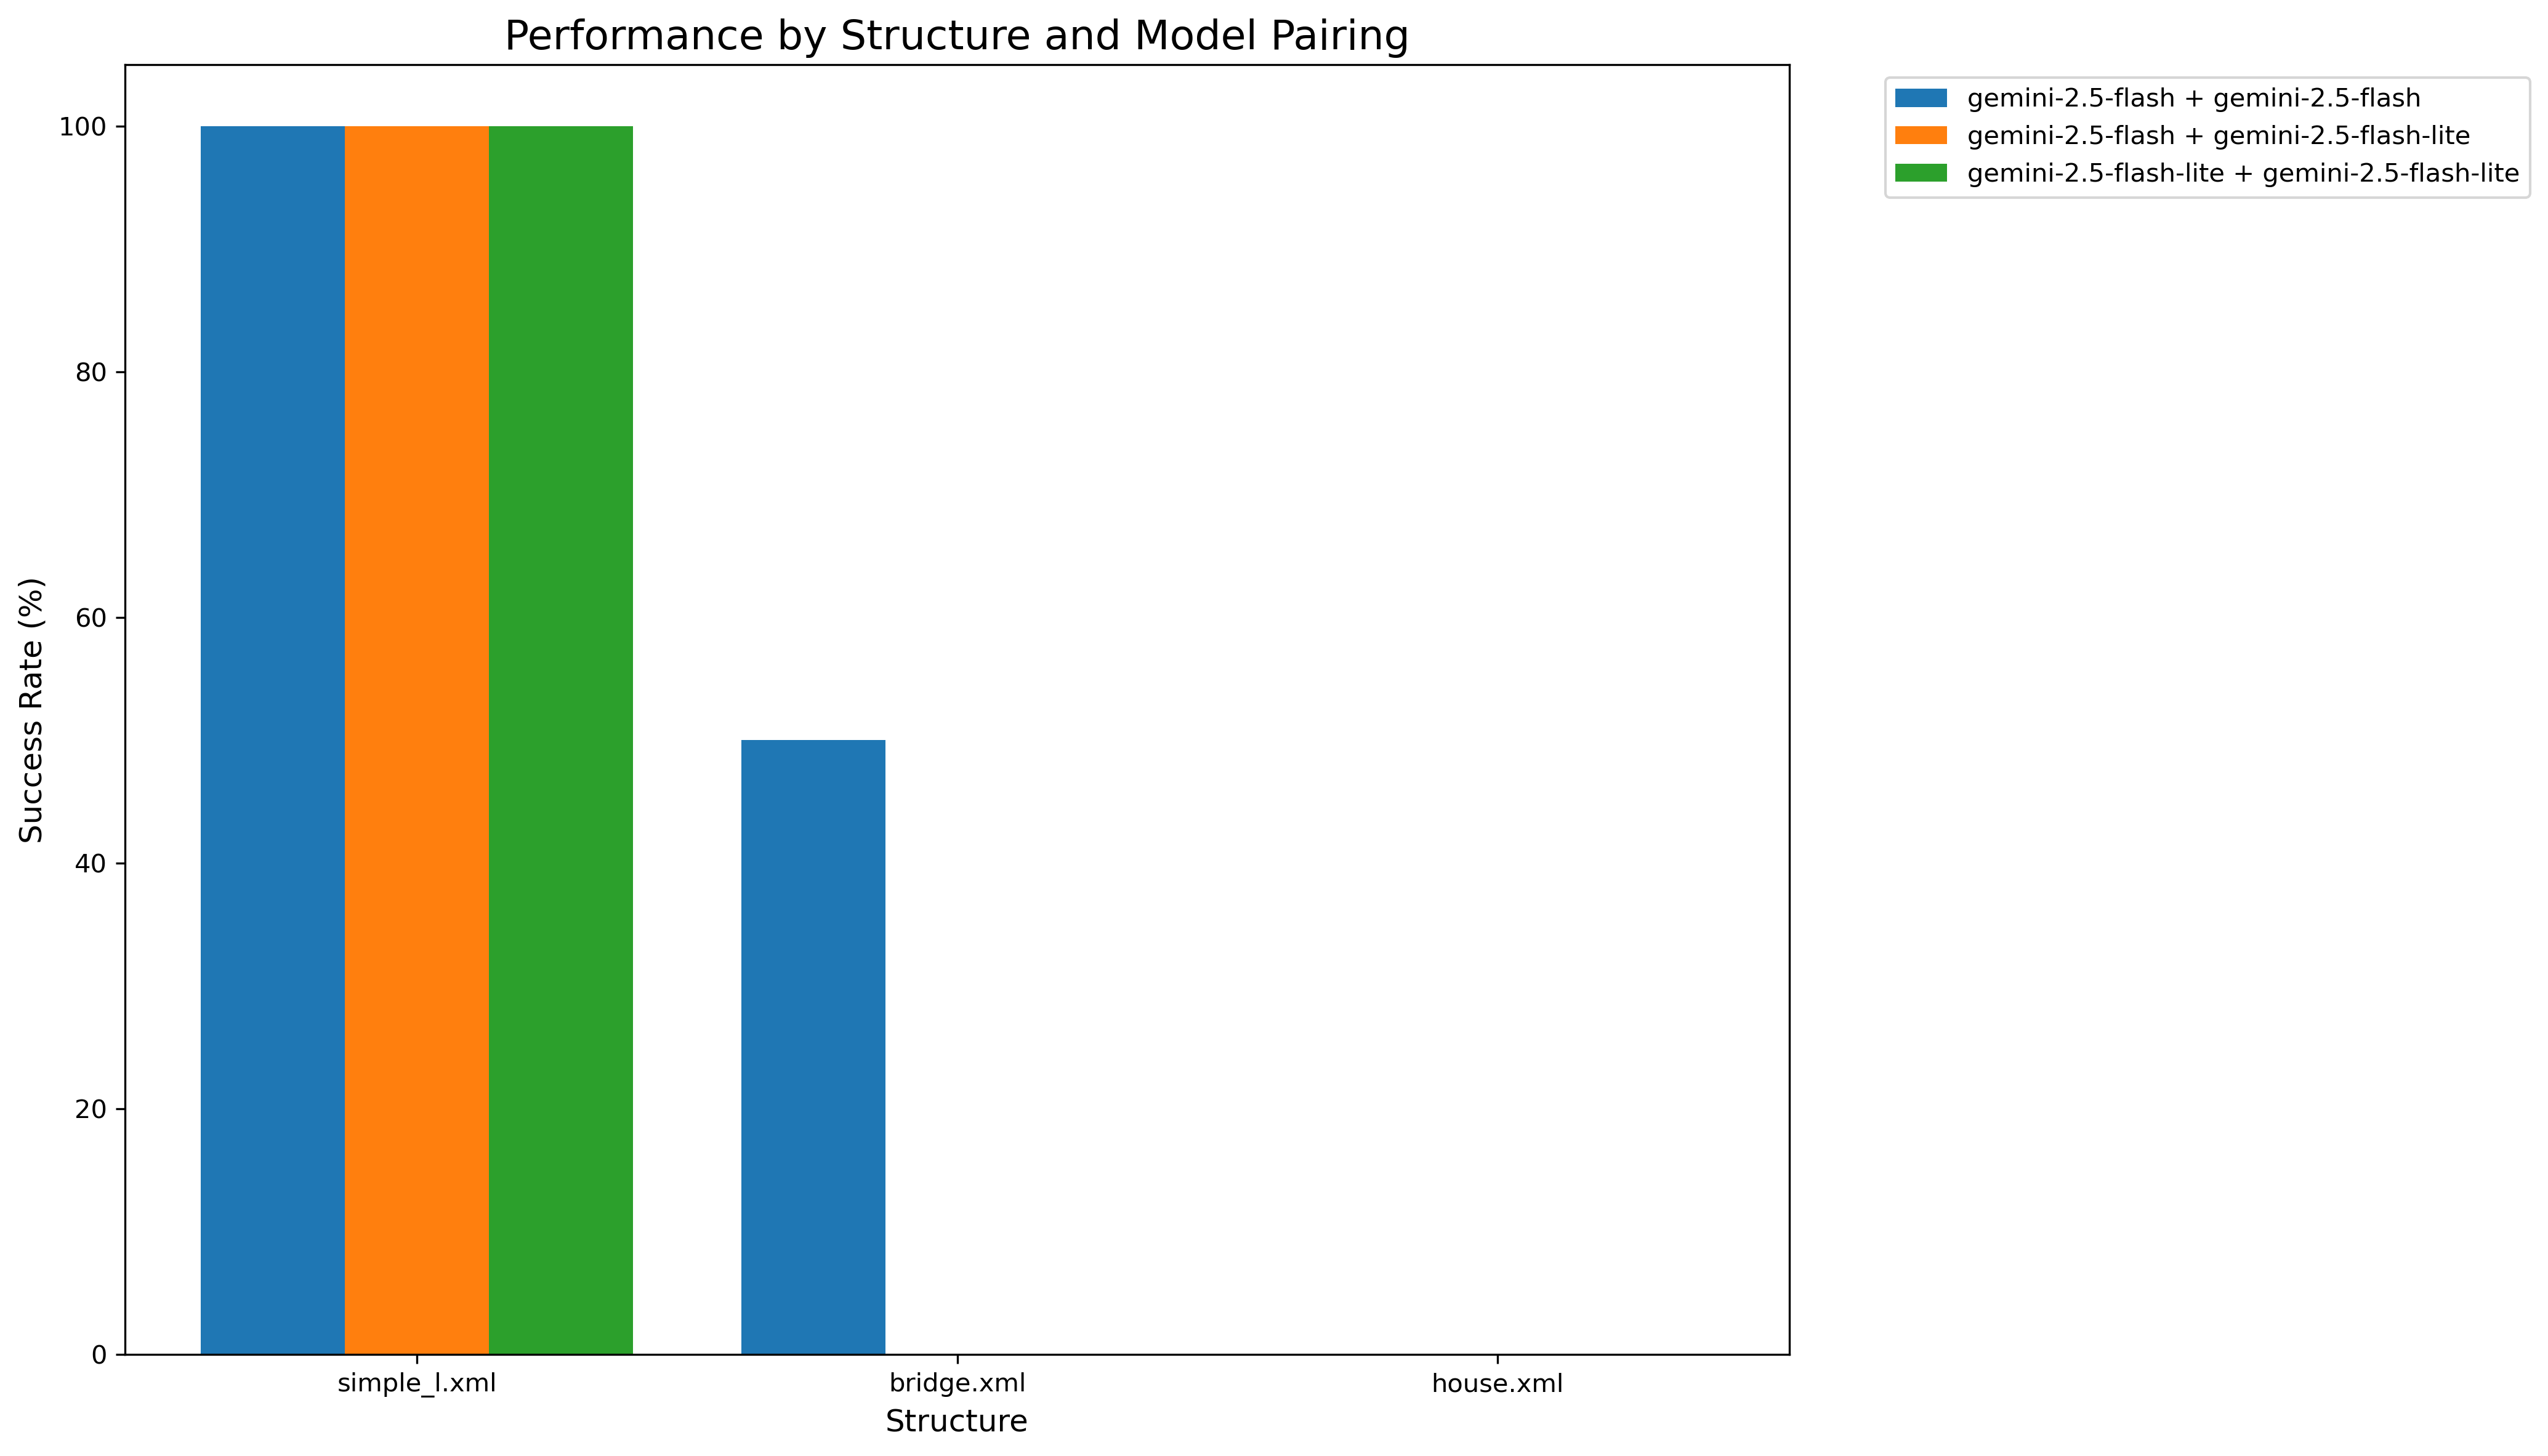 Performance by Structure and Model Pairing
gemini-2.5-flash + gemini-2.5-flash
gemini-2.5-flash + gemini-2.5-flash-lite
gemini-2.5-flash-lite + gemini-2.5-flash-lite
Success Rate (%)
100
80
60
40
20
0
simple_l.xml
bridge.xml
house.xml
Structure